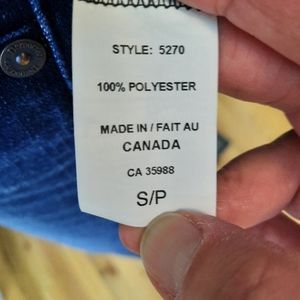 STYLE: 5270
100% POLYESTER
MADE IN / FAIT AU
CANADA
CA 35988
S/P